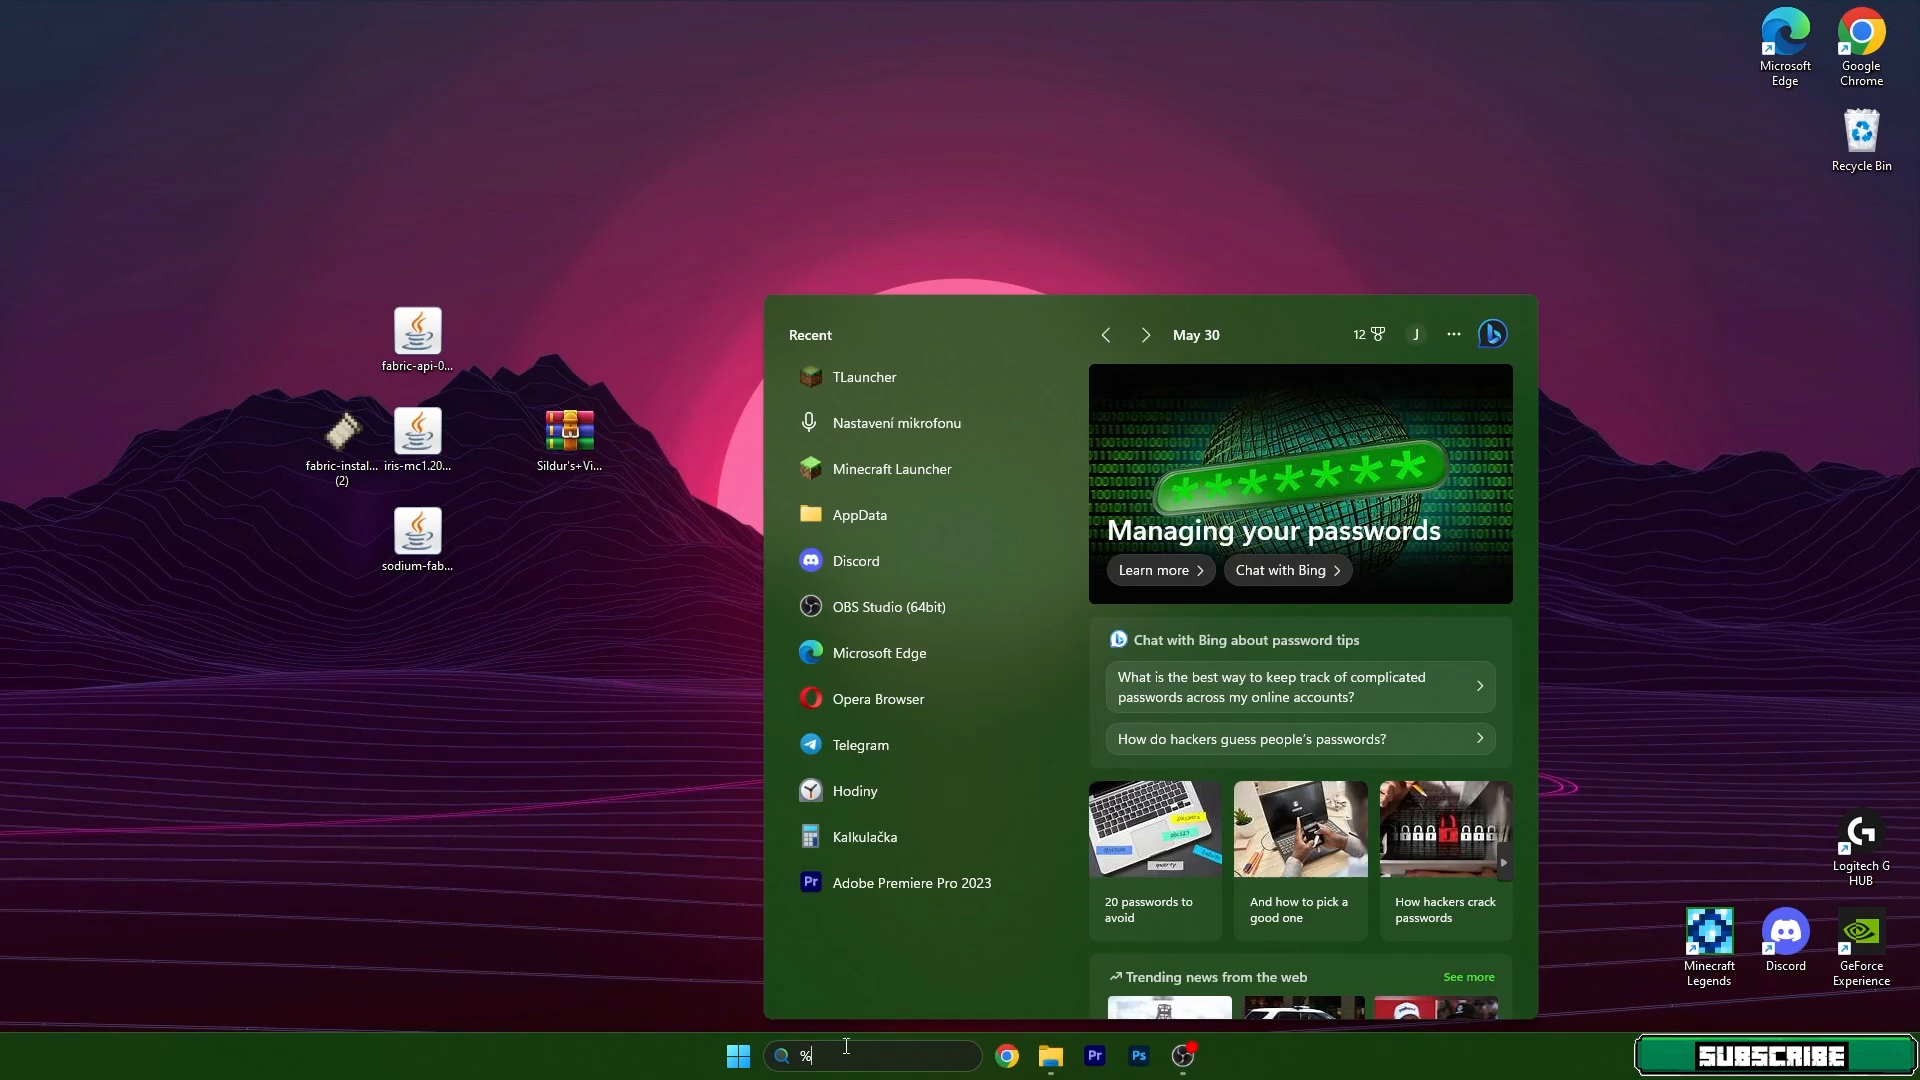 Microsoft
Edge
Google
Chrome
Recycle Bin
fabric-api-0...
fabric-instal...
(2)
iris-mc1.20...
Sildur's+Vi...
sodium-fab...
Recent
TLauncher
Nastavení mikrofonu
Minecraft Launcher
AppData
Discord
OBS Studio (64bit)
Microsoft Edge
Opera Browser
Telegram
Hodiny
Kalkulačka
Pr
Adobe Premiere Pro 2023
May 30
12
J
Managing your passwords
Learn more
Chat with Bing
Chat with Bing about password tips
What is the best way to keep track of complicated
passwords across my online accounts?
How do hackers guess people's passwords?
20 passwords to
avoid
And how to pick a
good one
How hackers crack
passwords
Trending news from the web
See more
Logitech G
HUB
Minecraft
Legends
Discord
GeForce
Experience
%
Pr
Ps
SUBSCRIBE